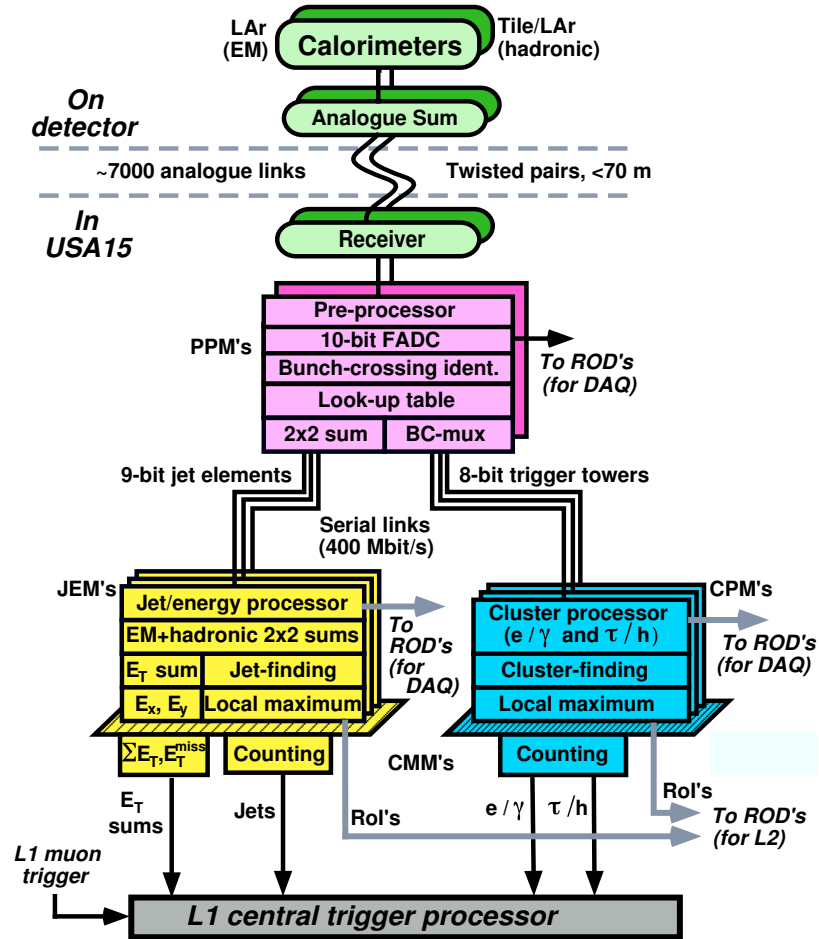 LAr
(EM)
Calorimeters
Tile/LAr
(hadronic)
On
detector
Analogue Sum
~7000 analogue links
Twisted pairs, <70 m
In
USA15
Receiver
PPM's
Pre-processor
10-bit FADC
Bunch-crossing ident.
Look-up table
2x2 sum
BC-mux
To ROD's
(for DAQ)
9-bit jet elements
8-bit trigger towers
Serial links
(400 Mbit/s)
JEM's
Jet/energy processor
EM+hadronic 2x2 sums
E_T sum
Jet-finding
E_x, E_y
Local maximum
To
ROD's
(for
DAQ)
CPM's
Cluster processor
(e/γ and τ/h)
Cluster-finding
Local maximum
To ROD's
(for DAQ)
ΣE_T,E_T^miss
Counting
CMM's
Counting
E_T
sums
Jets
RoI's
e/γ
τ/h
RoI's
To ROD's
(for L2)
L1 muon
trigger
L1 central trigger processor